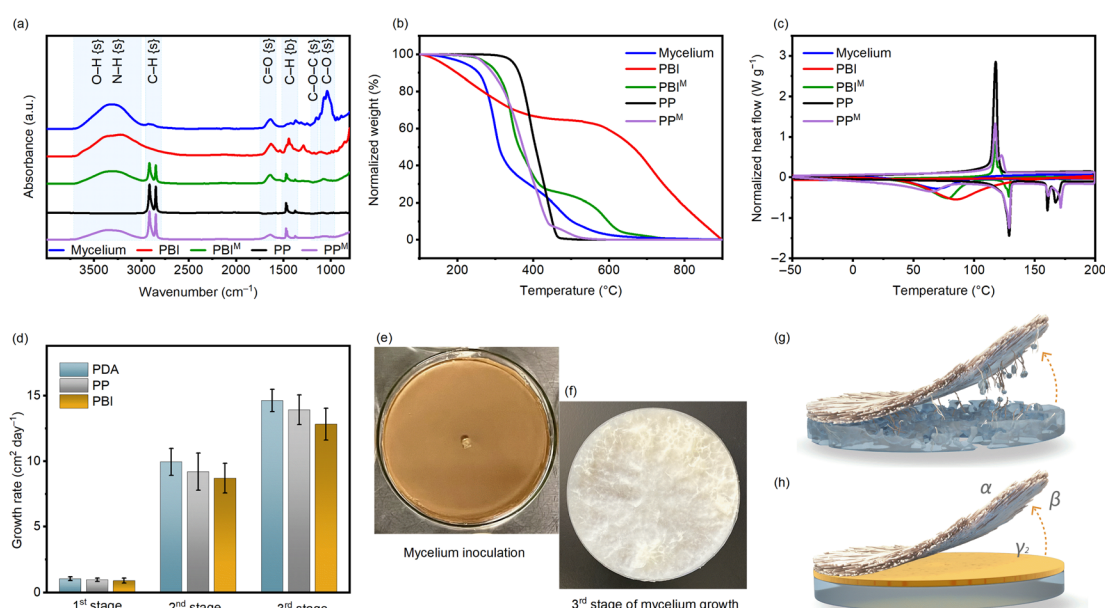 (a)
O–H {s}
N–H {s}
C–H {s}
C=O {s}
C–H {b}
C–O–C {s}
C–O {s}
Absorbance (a.u.)
Mycelium PBI PBI^M PP PP^M
3500 3000 2500 2000 1500 1000
Wavenumber (cm⁻¹)
(b)
100
80
60
40
20
0
Normalized weight (%)
Mycelium
PBI
PBI^M
PP
PP^M
200 400 600 800
Temperature (°C)
(c)
3
2
1
0
−1
−2
Normalized heat flow (W g⁻¹)
Mycelium
PBI
PBI^M
PP
PP^M
−50 0 50 100 150 200
Temperature (°C)
(d)
15
10
5
0
Growth rate (cm² day⁻¹)
PDA
PP
PBI
1st stage 2nd stage 3rd stage
(e)
Mycelium inoculation
(f)
3rd stage of mycelium growth
(g)
(h)
α
β
γ₂